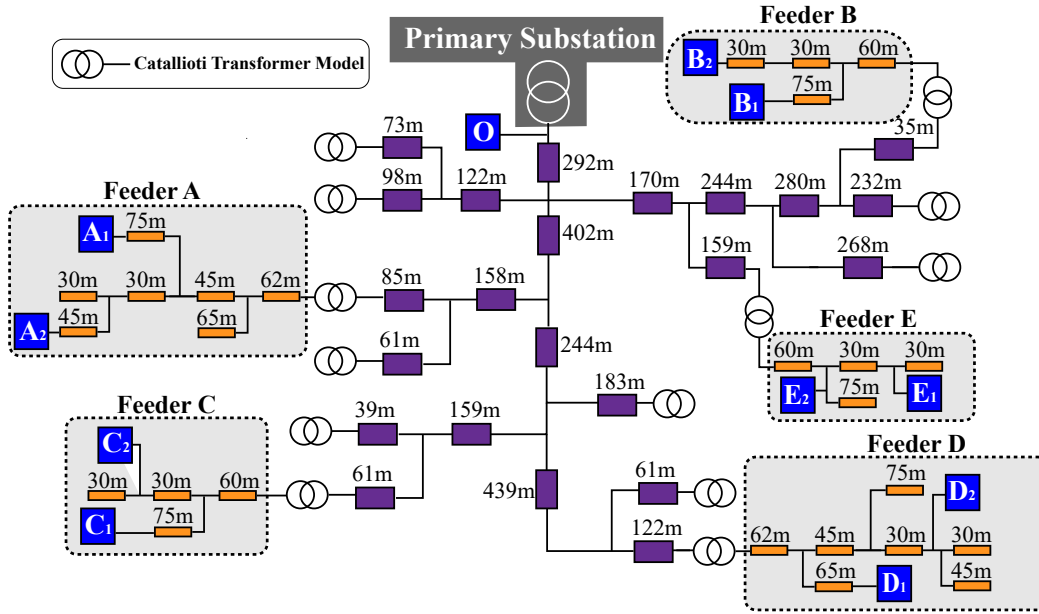 Primary Substation
Catallioti Transformer Model
O
292m
73m
98m
122m
402m
Feeder B
B2
30m
30m
60m
B1
75m
35m
170m
244m
280m
232m
159m
268m
Feeder A
A1
75m
30m
30m
45m
62m
A2
45m
65m
85m
158m
61m
244m
Feeder E
60m
30m
30m
E2
75m
E1
183m
Feeder C
C2
30m
30m
60m
C1
75m
39m
159m
61m
439m
Feeder D
61m
122m
75m
D2
62m
45m
30m
30m
65m
D1
45m